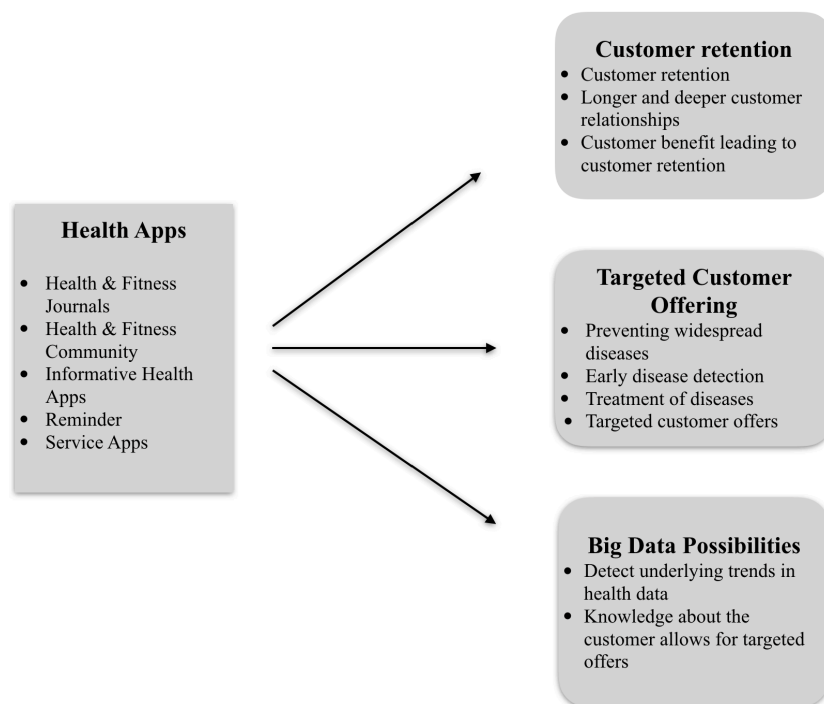 Health Apps
• Health & Fitness
Journals
• Health & Fitness
Community
• Informative Health
Apps
• Reminder
• Service Apps
Customer retention
• Customer retention
• Longer and deeper customer
relationships
• Customer benefit leading to
customer retention
Targeted Customer
Offering
• Preventing widespread
diseases
• Early disease detection
• Treatment of diseases
• Targeted customer offers
Big Data Possibilities
• Detect underlying trends in
health data
• Knowledge about the
customer allows for targeted
offers